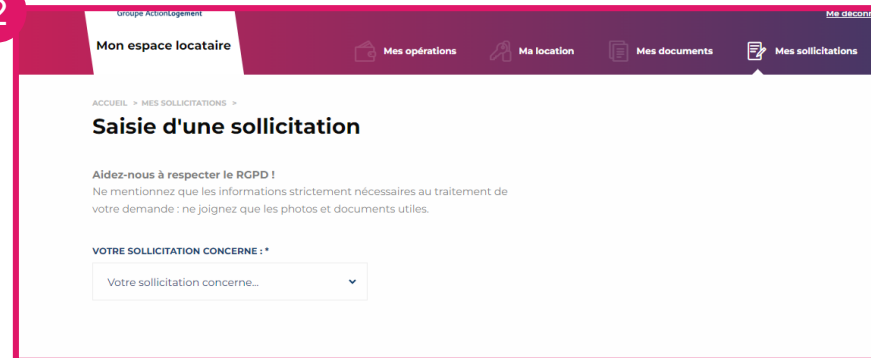 2
Groupe ActionLogement
Me déconn
Mon espace locataire
Mes opérations
Ma location
Mes documents
Mes sollicitations
ACCUEIL > MES SOLLICITATIONS >
Saisie d'une sollicitation
Aidez-nous à respecter le RGPD !
Ne mentionnez que les informations strictement nécessaires au traitement de
votre demande : ne joignez que les photos et documents utiles.
VOTRE SOLLICITATION CONCERNE : *
Votre sollicitation concerne...